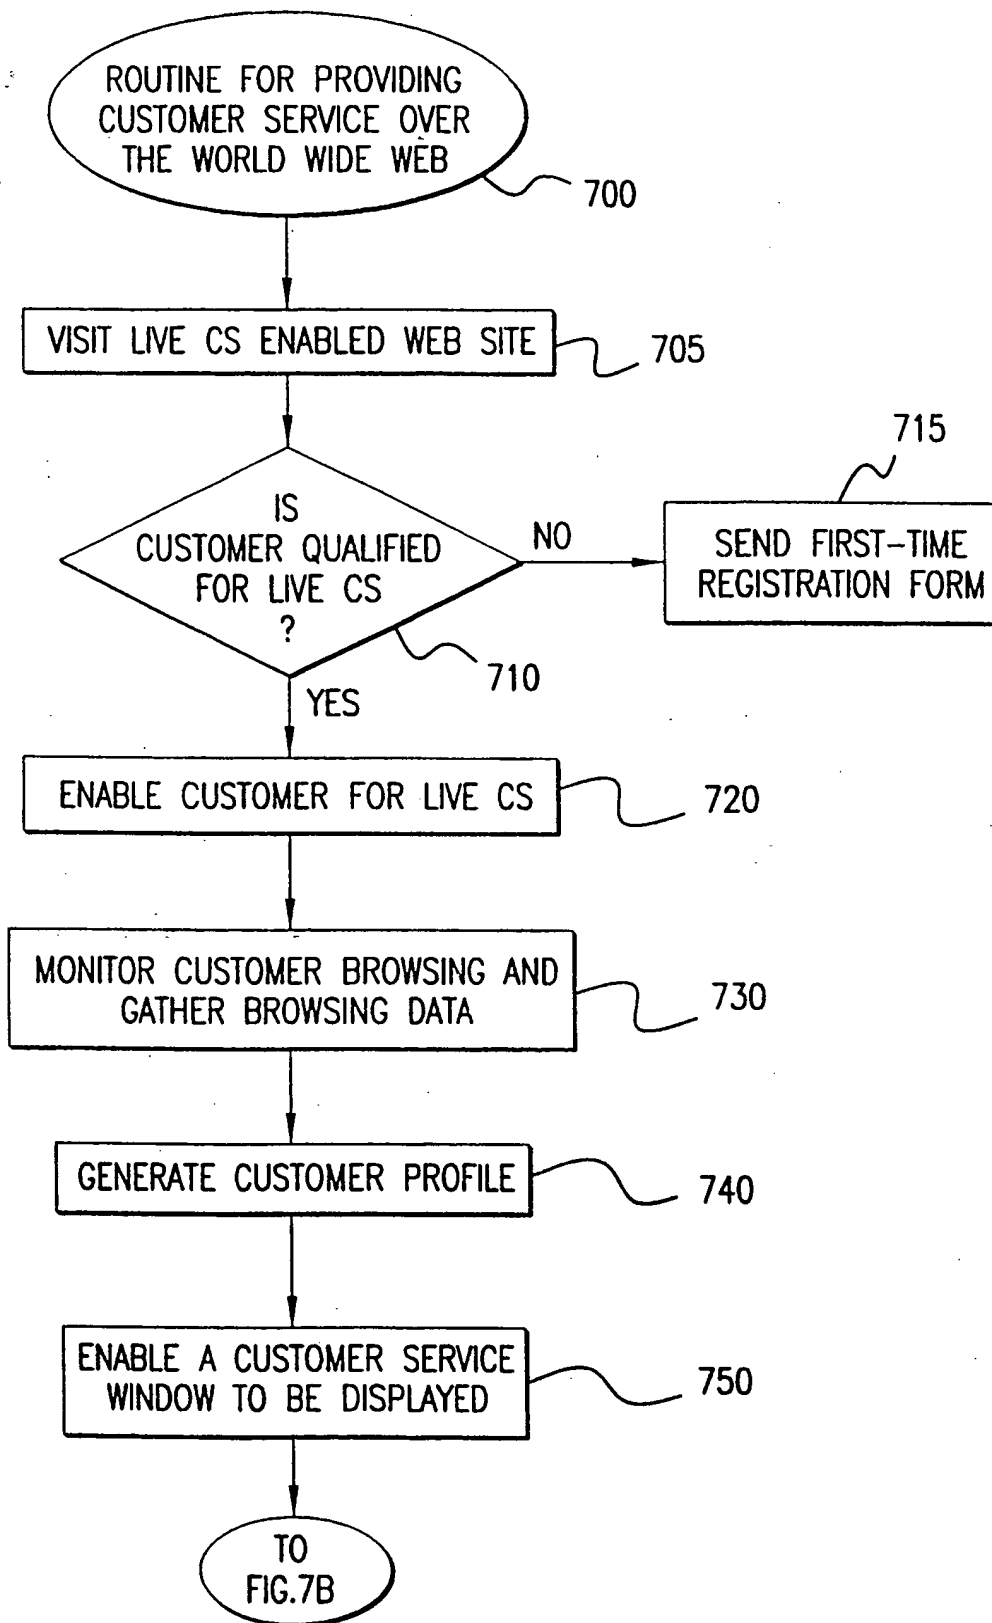 ROUTINE FOR PROVIDING
CUSTOMER SERVICE OVER
THE WORLD WIDE WEB
700
VISIT LIVE CS ENABLED WEB SITE
705
715
IS
CUSTOMER QUALIFIED
FOR LIVE CS
?
NO
SEND FIRST-TIME
REGISTRATION FORM
710
YES
ENABLE CUSTOMER FOR LIVE CS
720
MONITOR CUSTOMER BROWSING AND
GATHER BROWSING DATA
730
GENERATE CUSTOMER PROFILE
740
ENABLE A CUSTOMER SERVICE
WINDOW TO BE DISPLAYED
750
TO
FIG.7B